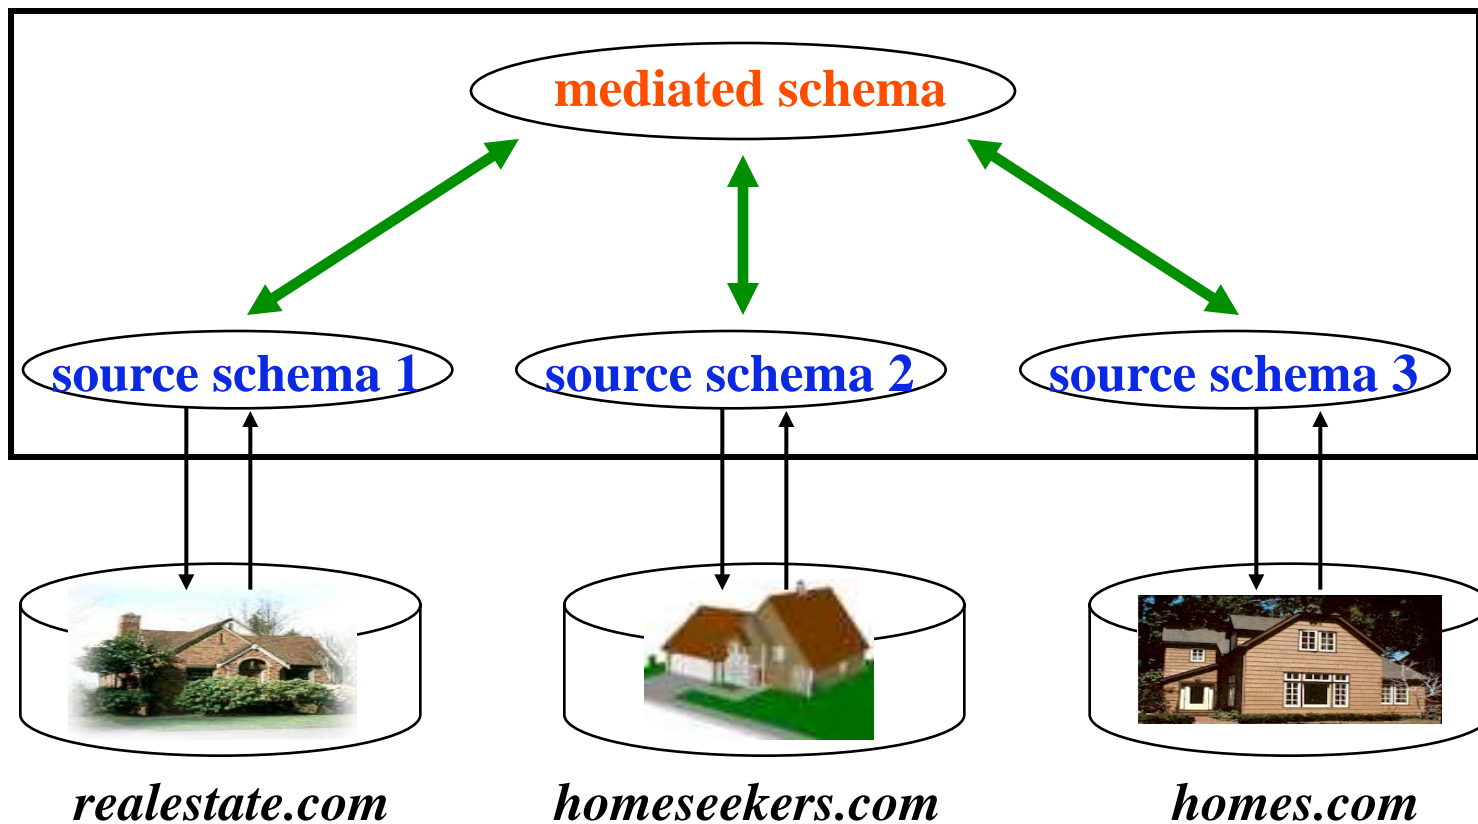 mediated schema
source schema 1
source schema 2
source schema 3
realestate.com
homeseekers.com
homes.com